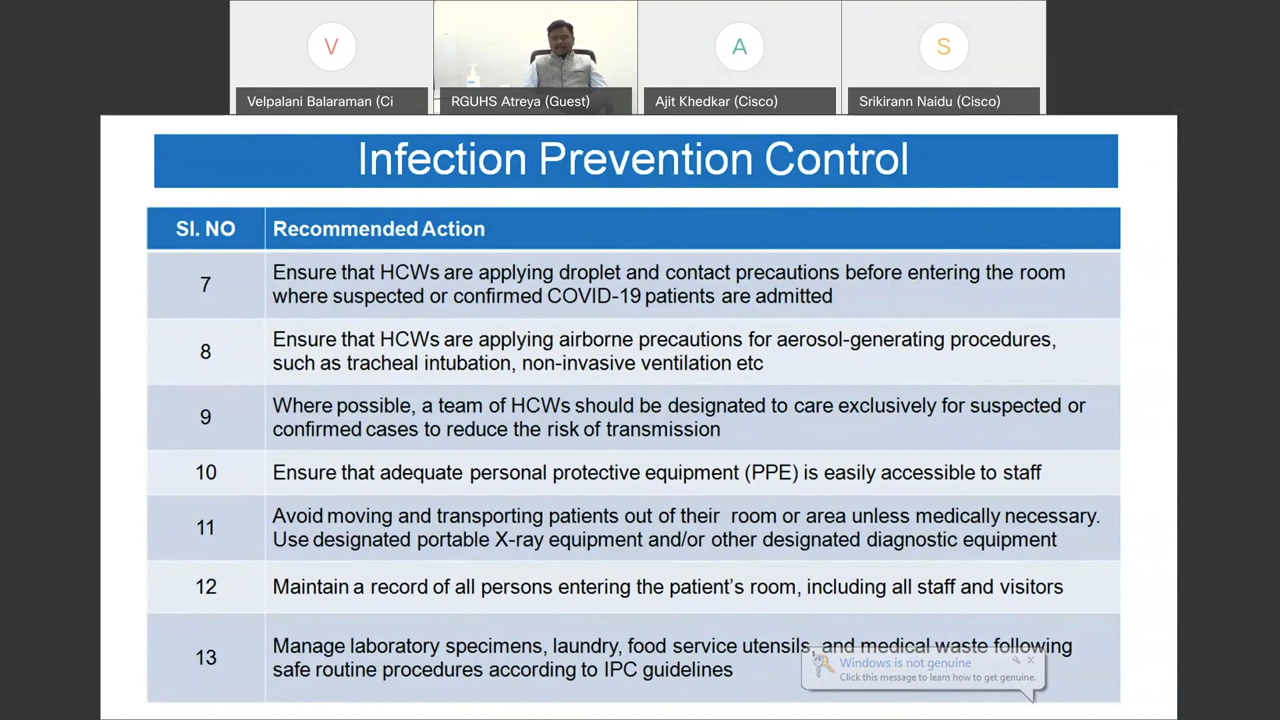 V
A
S
Velpalani Balaraman (Ci
RGUHS Atreya (Guest)
Ajit Khedkar (Cisco)
Srikirann Naidu (Cisco)
Infection Prevention Control
SI. NO
Recommended Action
7
Ensure that HCWs are applying droplet and contact precautions before entering the room
where suspected or confirmed COVID-19 patients are admitted
8
Ensure that HCWs are applying airborne precautions for aerosol-generating procedures,
such as tracheal intubation, non-invasive ventilation etc
9
Where possible, a team of HCWs should be designated to care exclusively for suspected or
confirmed cases to reduce the risk of transmission
10
Ensure that adequate personal protective equipment (PPE) is easily accessible to staff
11
Avoid moving and transporting patients out of their room or area unless medically necessary.
Use designated portable X-ray equipment and/or other designated diagnostic equipment
12
Maintain a record of all persons entering the patient's room, including all staff and visitors
13
Manage laboratory specimens, laundry, food service utensils, and medical waste following
safe routine procedures according to IPC guidelines
Windows is not genuine
Click this message to learn how to get genuine.